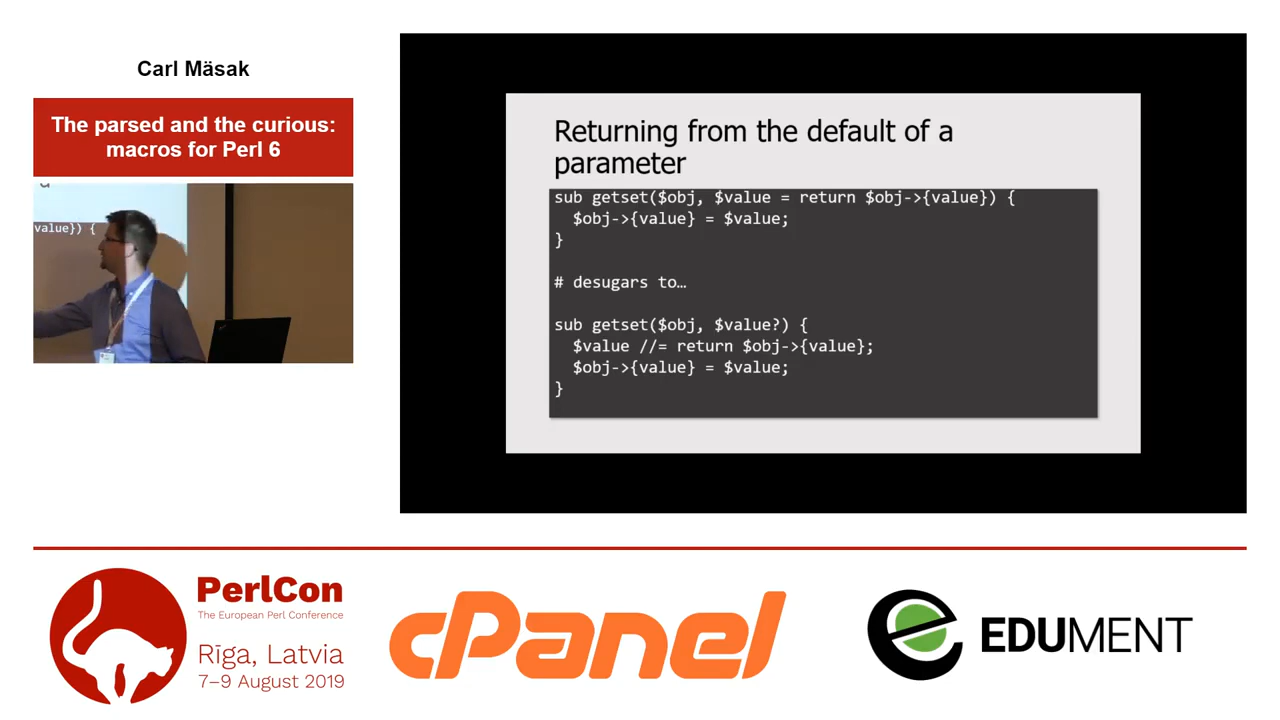 Carl Mäsak
The parsed and the curious:
macros for Perl 6
value}) {
Returning from the default of a
parameter
sub getset($obj, $value = return $obj->{value}) {
  $obj->{value} = $value;
}
# desugars to…
sub getset($obj, $value?) {
  $value //= return $obj->{value};
  $obj->{value} = $value;
}
PerlCon
The European Perl Conference
Rīga, Latvia
7–9 August 2019
cPanel
EDUMENT